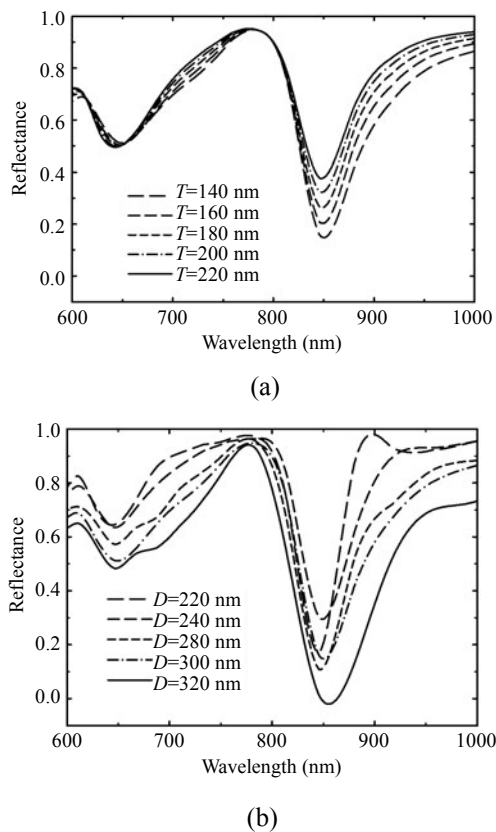 1.0
0.8
0.6
0.4
0.2
0.0
Reflectance
T=140 nm
T=160 nm
T=180 nm
T=200 nm
T=220 nm
600 700 800 900 1000
Wavelength (nm)
(a)
1.0
0.8
0.6
0.4
0.2
0.0
Reflectance
D=220 nm
D=240 nm
D=280 nm
D=300 nm
D=320 nm
600 700 800 900 1000
Wavelength (nm)
(b)